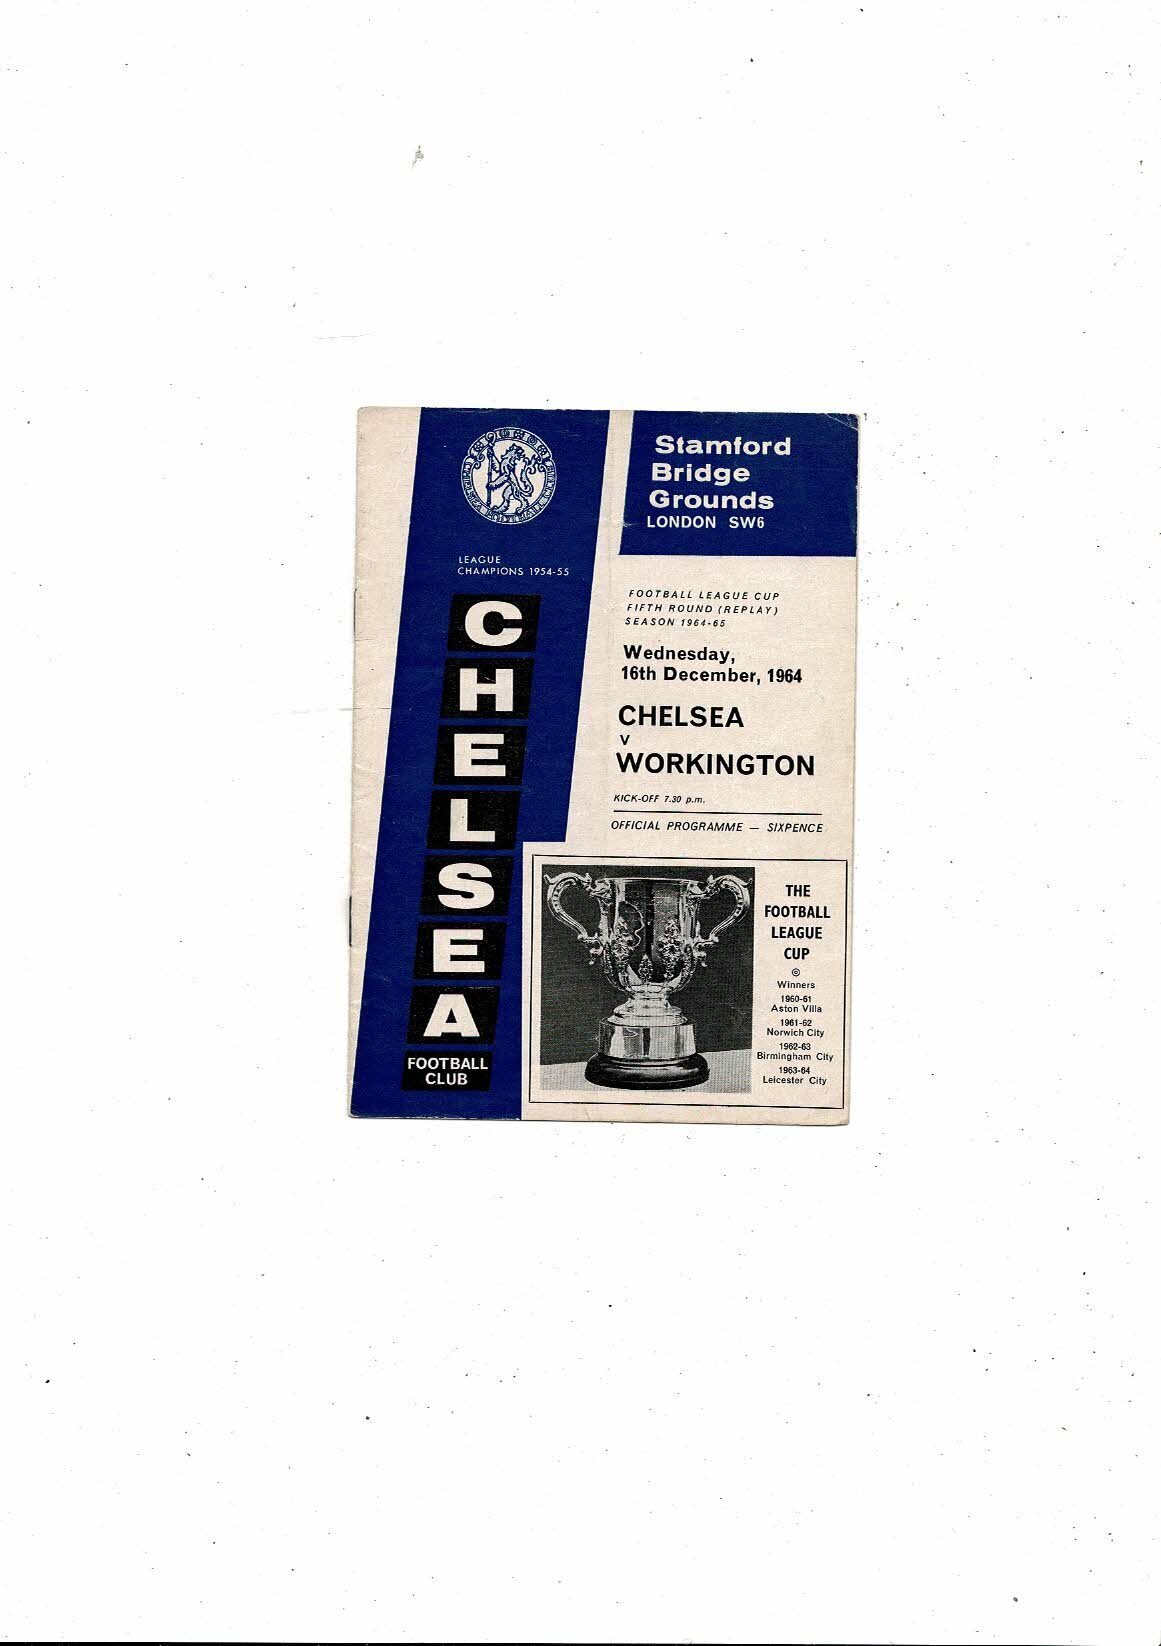 Stamford
Bridge
Grounds
LONDON SW6
LEAGUE
CHAMPIONS 1954-55
CHELSEA
FOOTBALL
CLUB
FOOTBALL LEAGUE CUP
FIFTH ROUND (REPLAY)
SEASON 1964-65
Wednesday,
16th December, 1964
CHELSEA
v
WORKINGTON
KICK-OFF 7.30 p.m.
OFFICIAL PROGRAMME — SIXPENCE
THE
FOOTBALL
LEAGUE
CUP
Winners
1960-61
Aston Villa
1961-62
Norwich City
1962-63
Birmingham City
1963-64
Leicester City